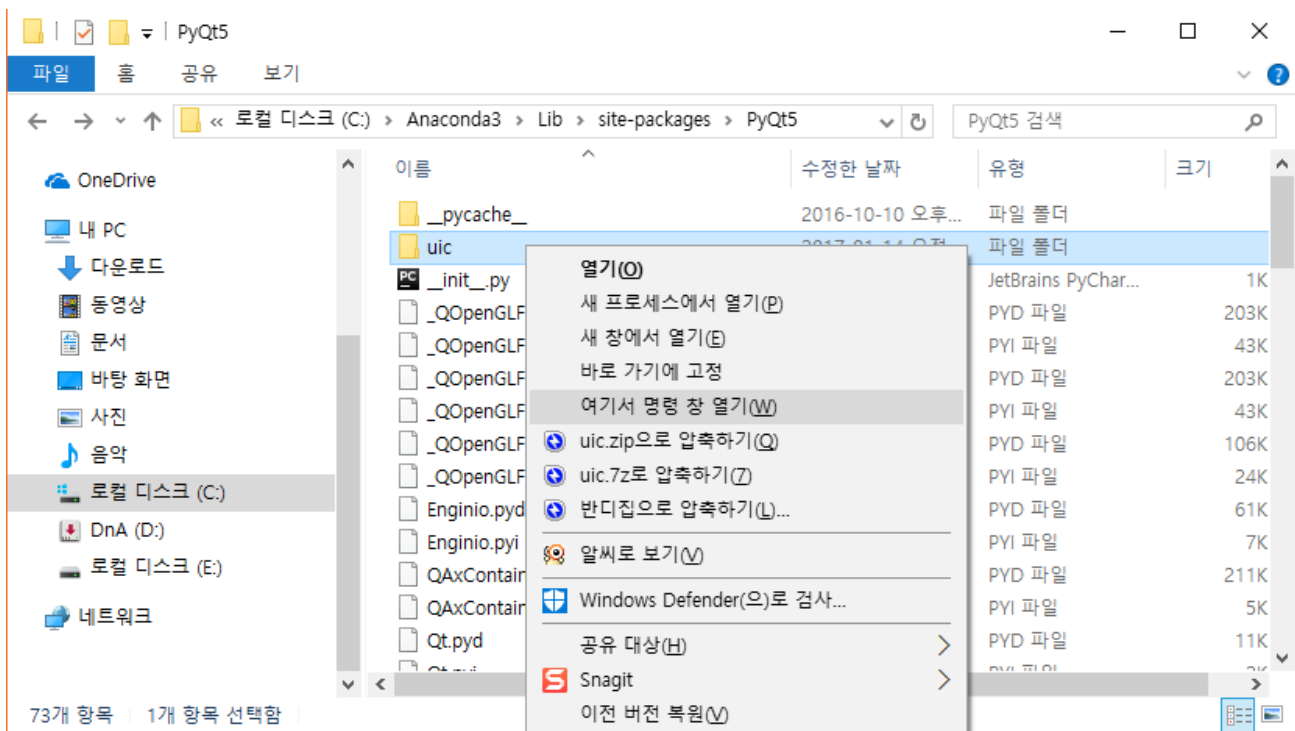 PyQt5
파일 홈 공유 보기
« 로컬 디스크 (C:) › Anaconda3 › Lib › site-packages › PyQt5
PyQt5 검색
OneDrive
내 PC
다운로드
동영상
문서
바탕 화면
사진
음악
로컬 디스크 (C:)
DnA (D:)
로컬 디스크 (E:)
네트워크
이름 수정한 날짜 유형 크기
__pycache__ 2016-10-10 오후... 파일 폴더
uic 2017-01-14 오전 파일 폴더
__init__.py JetBrains PyChar... 1K
_QOpenGLF PYD 파일 203K
_QOpenGLF PYI 파일 43K
_QOpenGLF PYD 파일 203K
_QOpenGLF PYI 파일 43K
_QOpenGLF PYD 파일 106K
_QOpenGLF PYI 파일 24K
Enginio.pyd PYD 파일 61K
Enginio.pyi PYI 파일 7K
QAxContain PYD 파일 211K
QAxContain PYI 파일 5K
Qt.pyd PYD 파일 11K
Qt.pyi PYI 파일 2K
열기(O)
새 프로세스에서 열기(P)
새 창에서 열기(E)
바로 가기에 고정
여기서 명령 창 열기(W)
uic.zip으로 압축하기(Q)
uic.7z로 압축하기(7)
반디집으로 압축하기(L)...
알씨로 보기(V)
Windows Defender(으)로 검사...
공유 대상(H)
Snagit
이전 버전 복원(V)
73개 항목 1개 항목 선택함